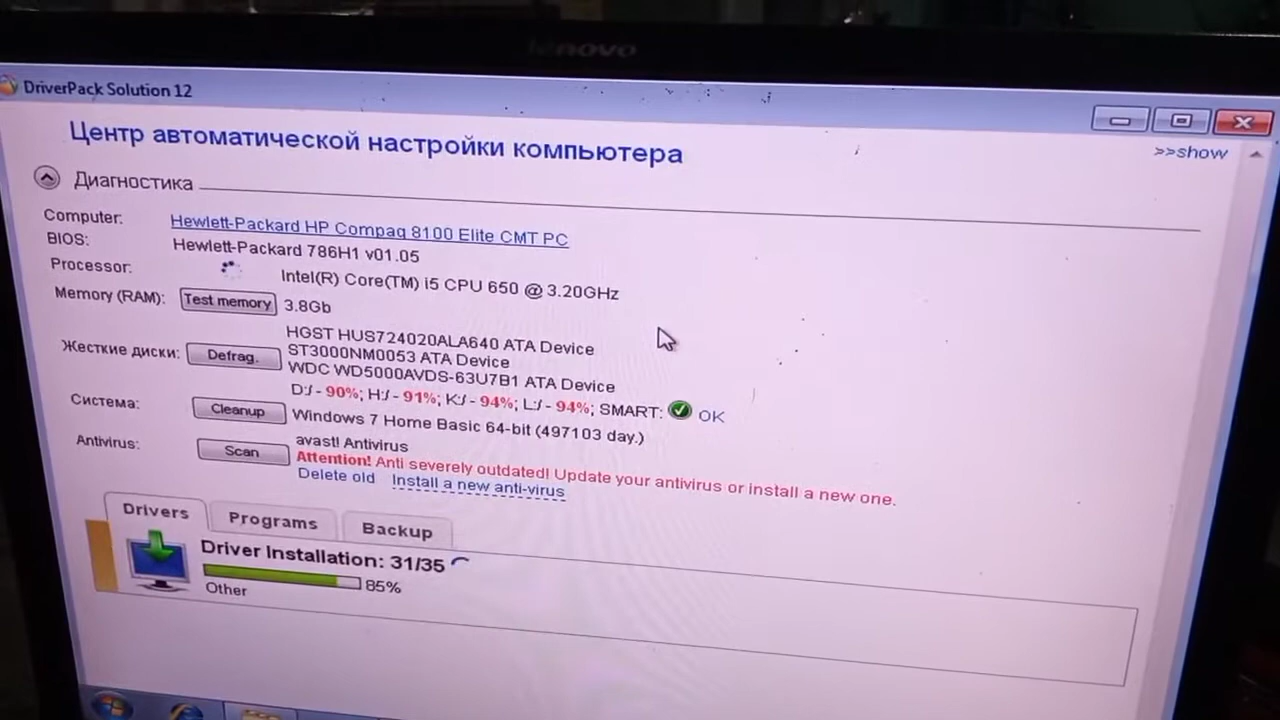 lenovo
DriverPack Solution 12
Центр автоматической настройки компьютера
>>show
Диагностика
Computer: Hewlett-Packard HP Compaq 8100 Elite CMT PC
BIOS: Hewlett-Packard 786H1 v01.05
Processor: Intel(R) Core(TM) i5 CPU 650 @ 3.20GHz
Memory (RAM): Test memory 3.8Gb
HGST HUS724020ALA640 ATA Device
Жесткие диски: Defrag. ST3000NM0053 ATA Device
WDC WD5000AVDS-63U7B1 ATA Device
D:/ - 90%; H:/ - 91%; K:/ - 94%; L:/ - 94%; SMART: OK
Система: Cleanup Windows 7 Home Basic 64-bit (497103 day.)
Antivirus: Scan avast! Antivirus
Attention! Anti severely outdated! Update your antivirus or install a new one.
Delete old Install a new anti-virus
Drivers Programs Backup
Driver Installation: 31/35
85%
Other